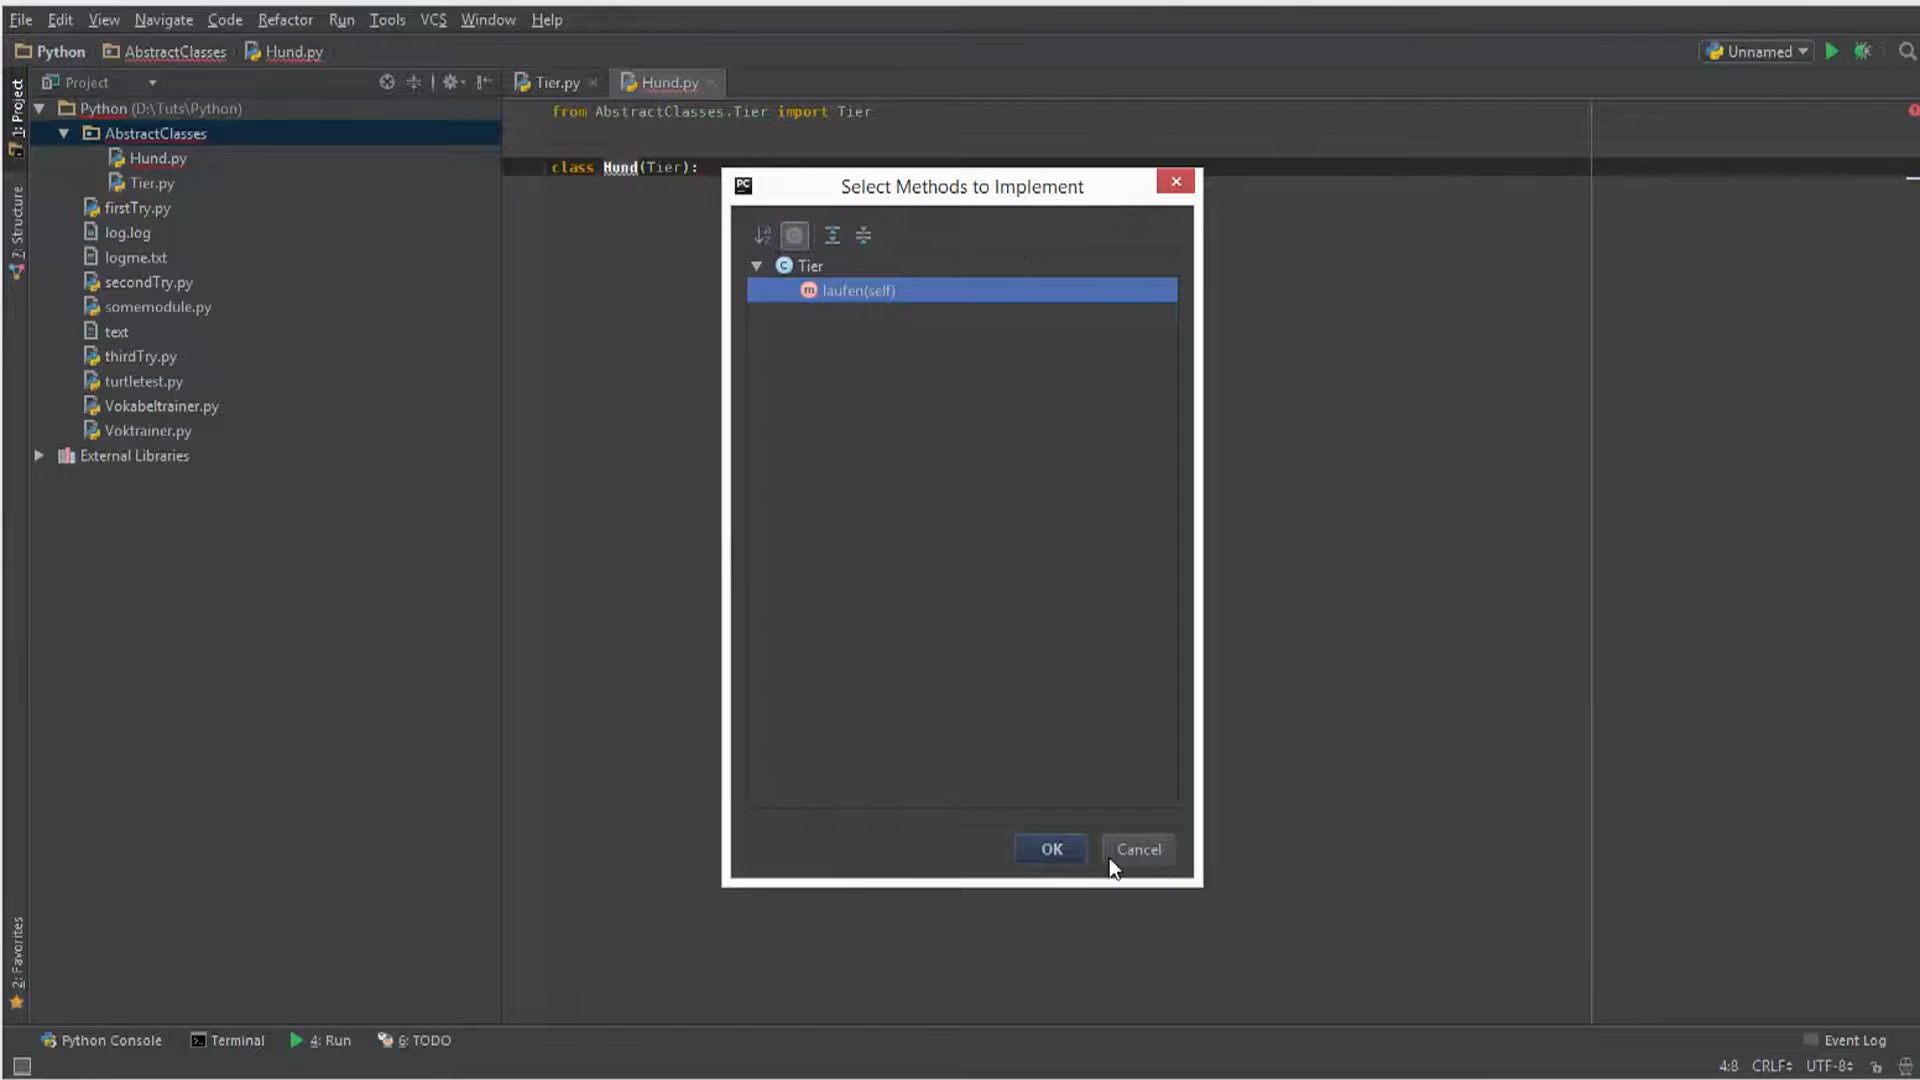 File Edit View Navigate Code Refactor Run Tools VCS Window Help
Python AbstractClasses Hund.py
Unnamed
Project
Tier.py
Hund.py
1: Project
7: Structure
2: Favorites
Python (D:\Tuts\Python)
AbstractClasses
Hund.py
Tier.py
firstTry.py
log.log
logme.txt
secondTry.py
somemodule.py
text
thirdTry.py
turtletest.py
Vokabeltrainer.py
Voktrainer.py
External Libraries
from AbstractClasses.Tier import Tier
class Hund(Tier):
PC
Select Methods to Implement
C Tier
m laufen(self)
OK
Cancel
Python Console
Terminal
4: Run
6: TODO
Event Log
4:8 CRLF UTF-8